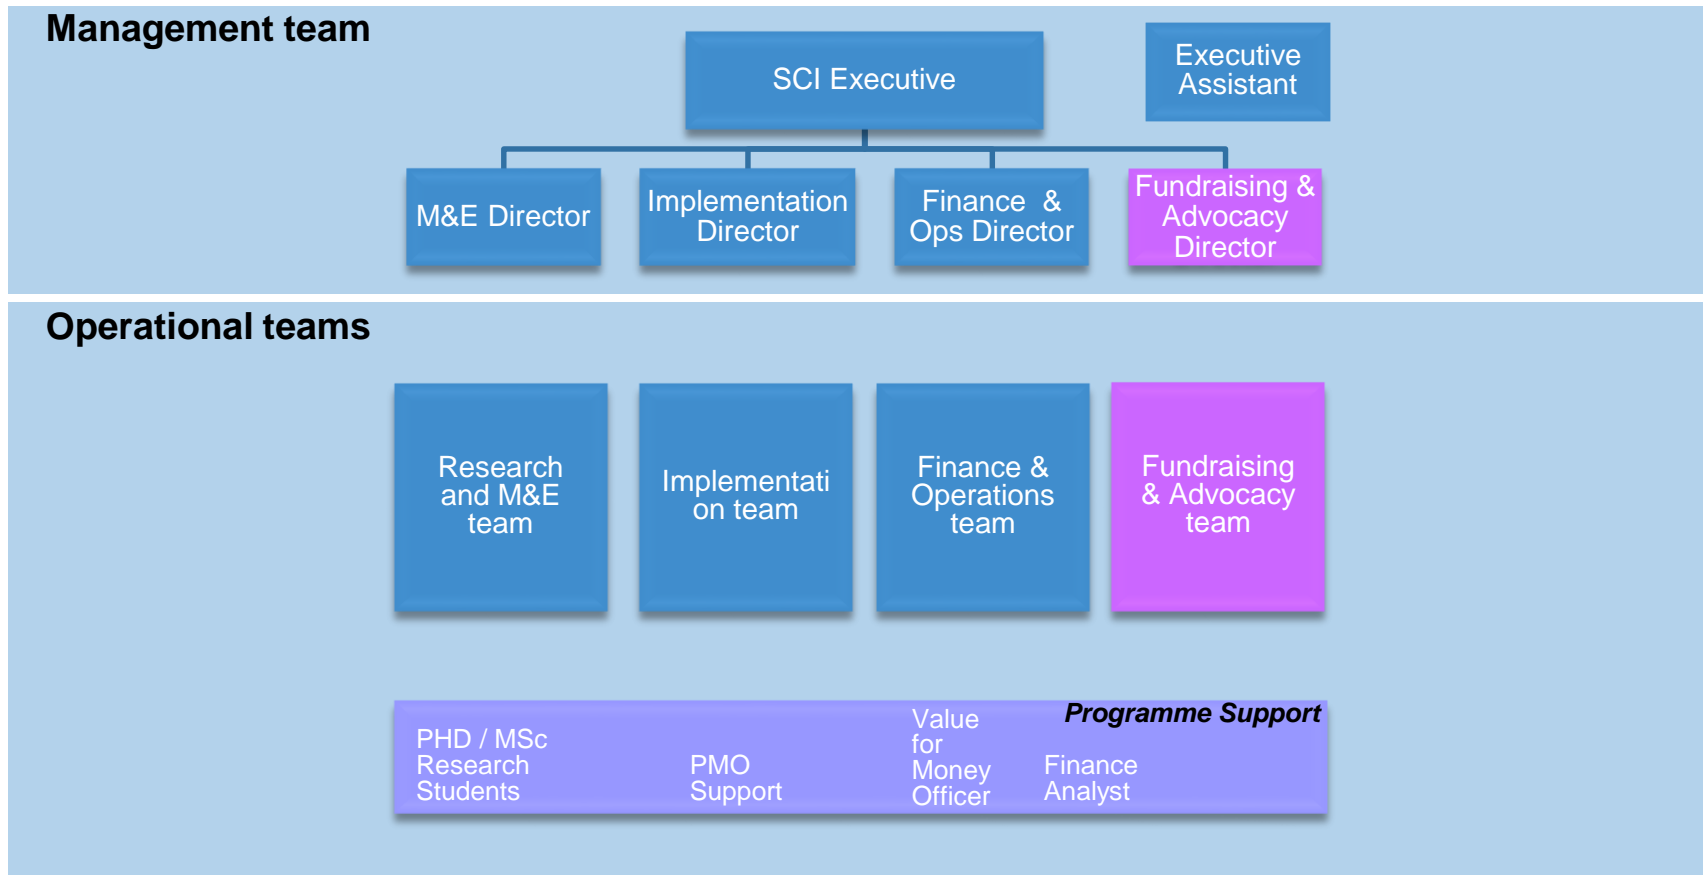 Management team
SCI Executive
Executive
Assistant
M&E Director
Implementation
Director
Finance  &
Ops Director
Fundraising &
Advocacy
Director
Operational teams
Research
and M&E
team
Implementati
on team
Finance &
Operations
team
Fundraising
& Advocacy
team
Programme Support
PHD / MSc
Research
Students
PMO
Support
Value
for
Money
Officer
Finance
Analyst